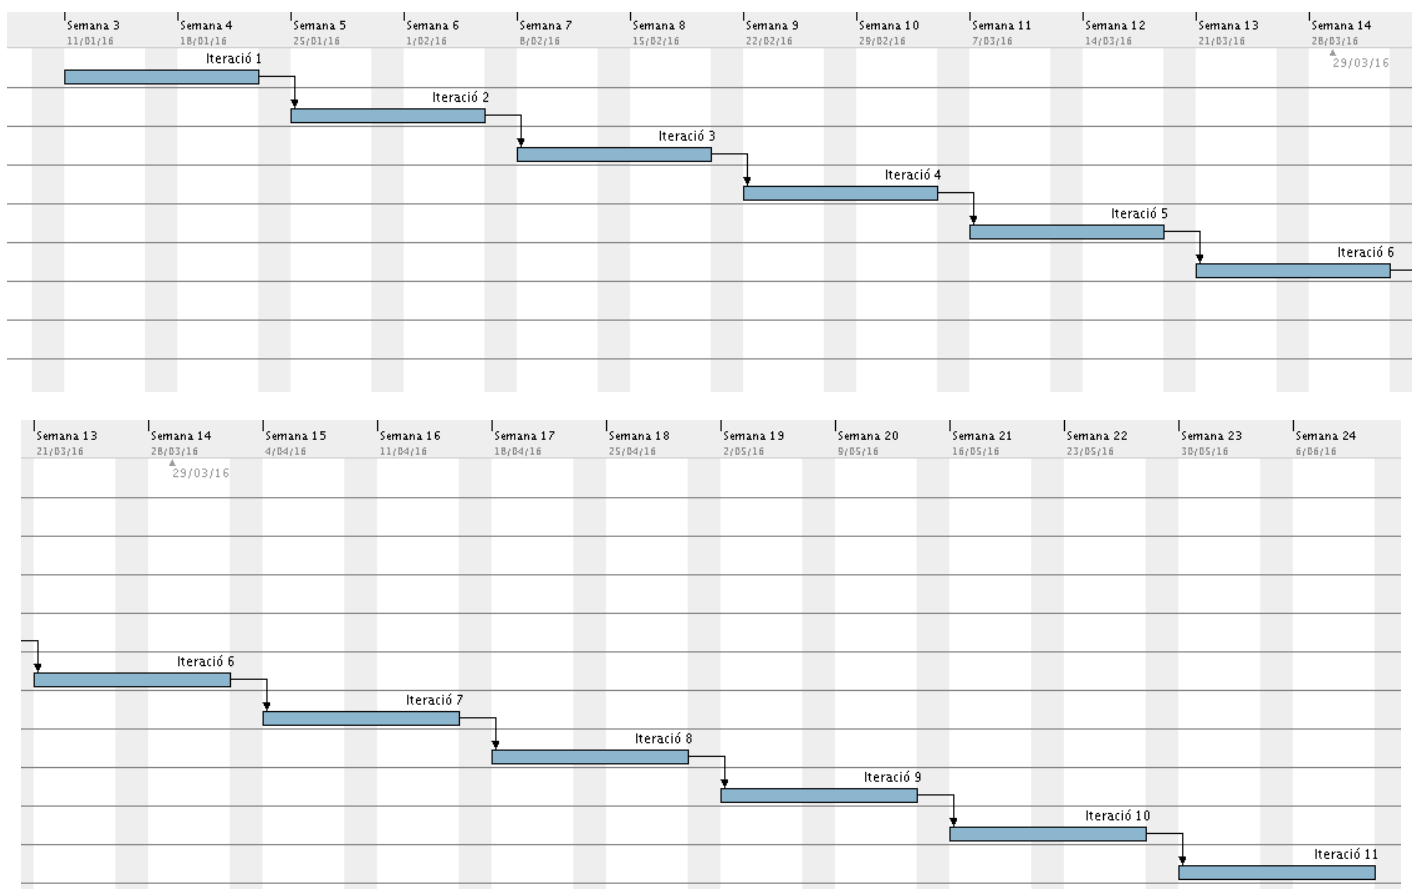 Semana 3 Semana 4 Semana 5 Semana 6 Semana 7 Semana 8 Semana 9 Semana 10 Semana 11 Semana 12 Semana 13 Semana 14
11/01/16 18/01/16 25/01/16 1/02/16 8/02/16 15/02/16 22/02/16 29/02/16 7/03/16 14/03/16 21/03/16 28/03/16
29/03/16
Iteració 1
Iteració 2
Iteració 3
Iteració 4
Iteració 5
Iteració 6
Semana 13 Semana 14 Semana 15 Semana 16 Semana 17 Semana 18 Semana 19 Semana 20 Semana 21 Semana 22 Semana 23 Semana 24
21/03/16 28/03/16 4/04/16 11/04/16 18/04/16 25/04/16 2/05/16 9/05/16 16/05/16 23/05/16 30/05/16 6/06/16
29/03/16
Iteració 6
Iteració 7
Iteració 8
Iteració 9
Iteració 10
Iteració 11